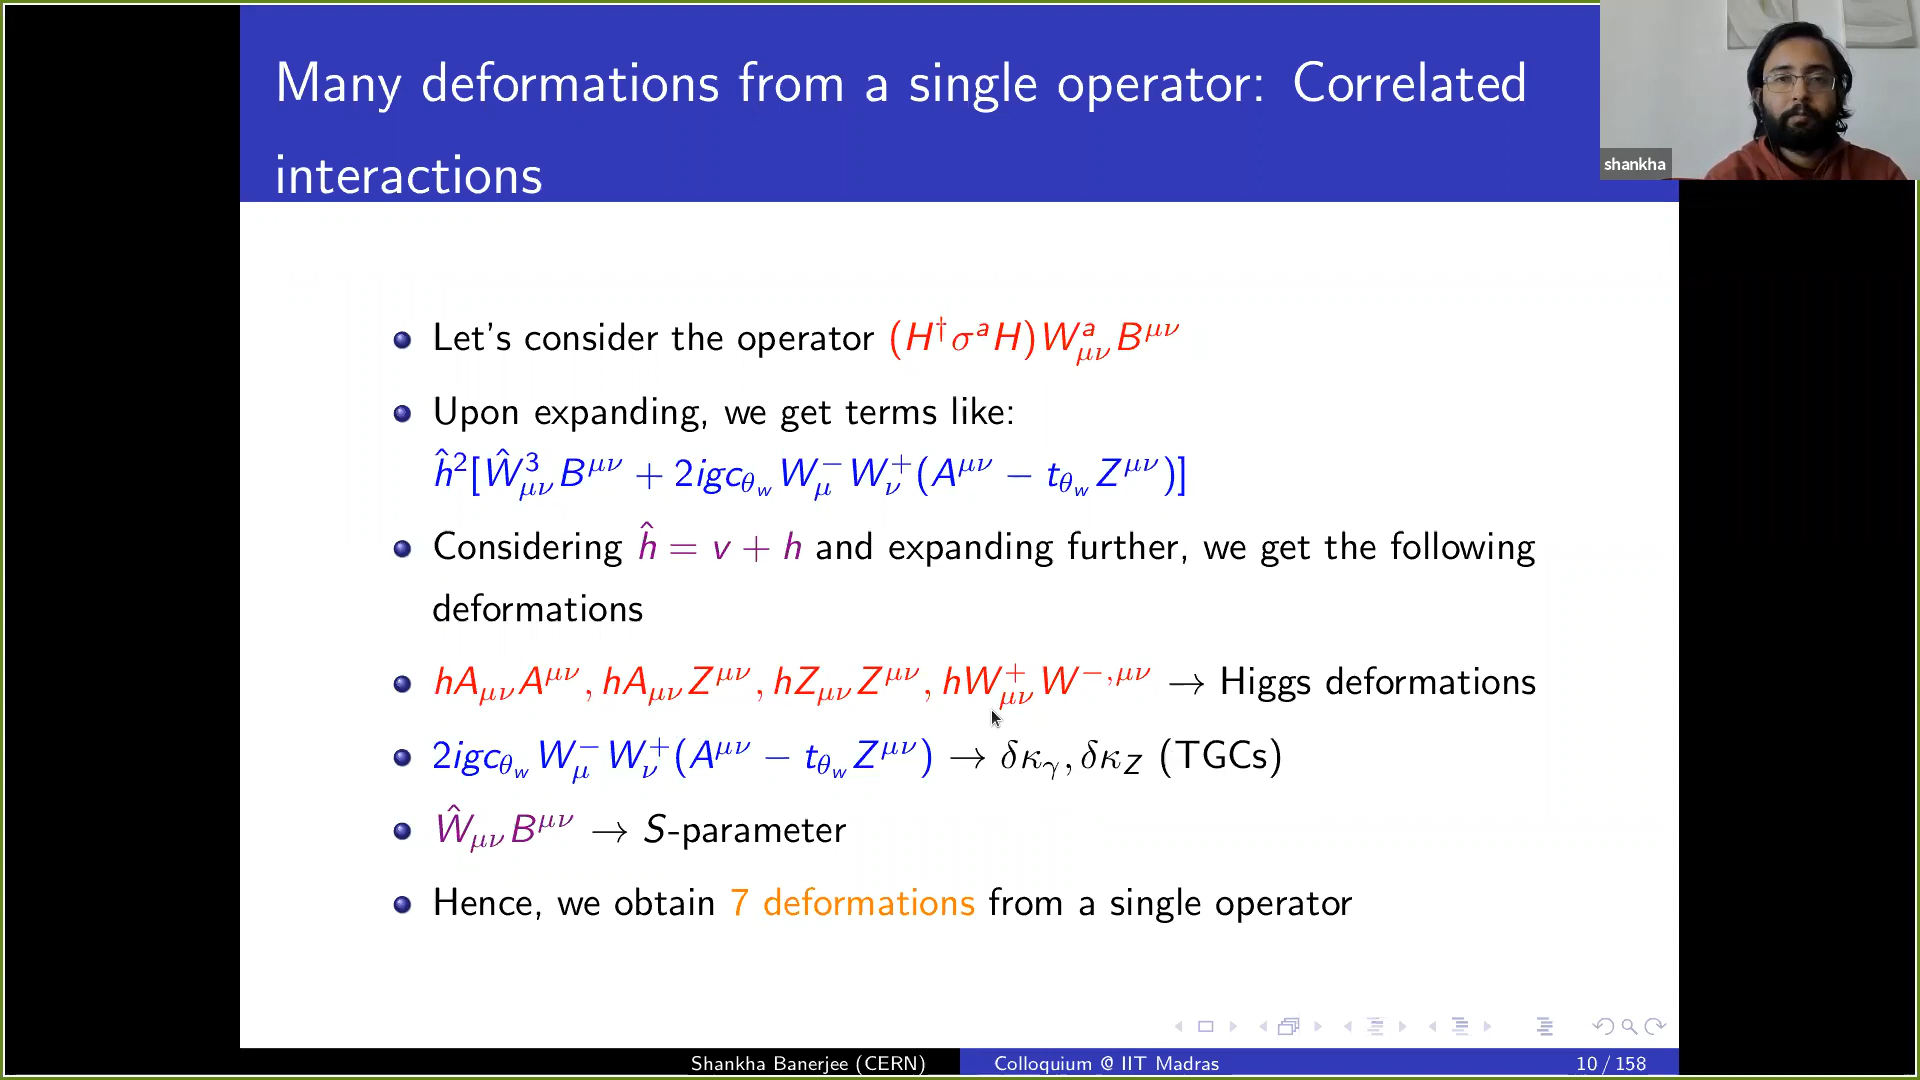 Many deformations from a single operator: Correlated
interactions
shankha
Let's consider the operator (H†σᵃH)Wᵃ_μν B^μν
Upon expanding, we get terms like:
ĥ²[Ŵ³_μν B^μν + 2igc_θw W⁻_μ W⁺_ν (A^μν − t_θw Z^μν)]
Considering ĥ = v + h and expanding further, we get the following
deformations
hA_μν A^μν, hA_μν Z^μν, hZ_μν Z^μν, hW⁺_μν W^−,μν → Higgs deformations
2igc_θw W⁻_μ W⁺_ν (A^μν − t_θw Z^μν) → δκ_γ, δκ_Z (TGCs)
Ŵ_μν B^μν → S-parameter
Hence, we obtain 7 deformations from a single operator
Shankha Banerjee (CERN)
Colloquium @ IIT Madras
10 / 158